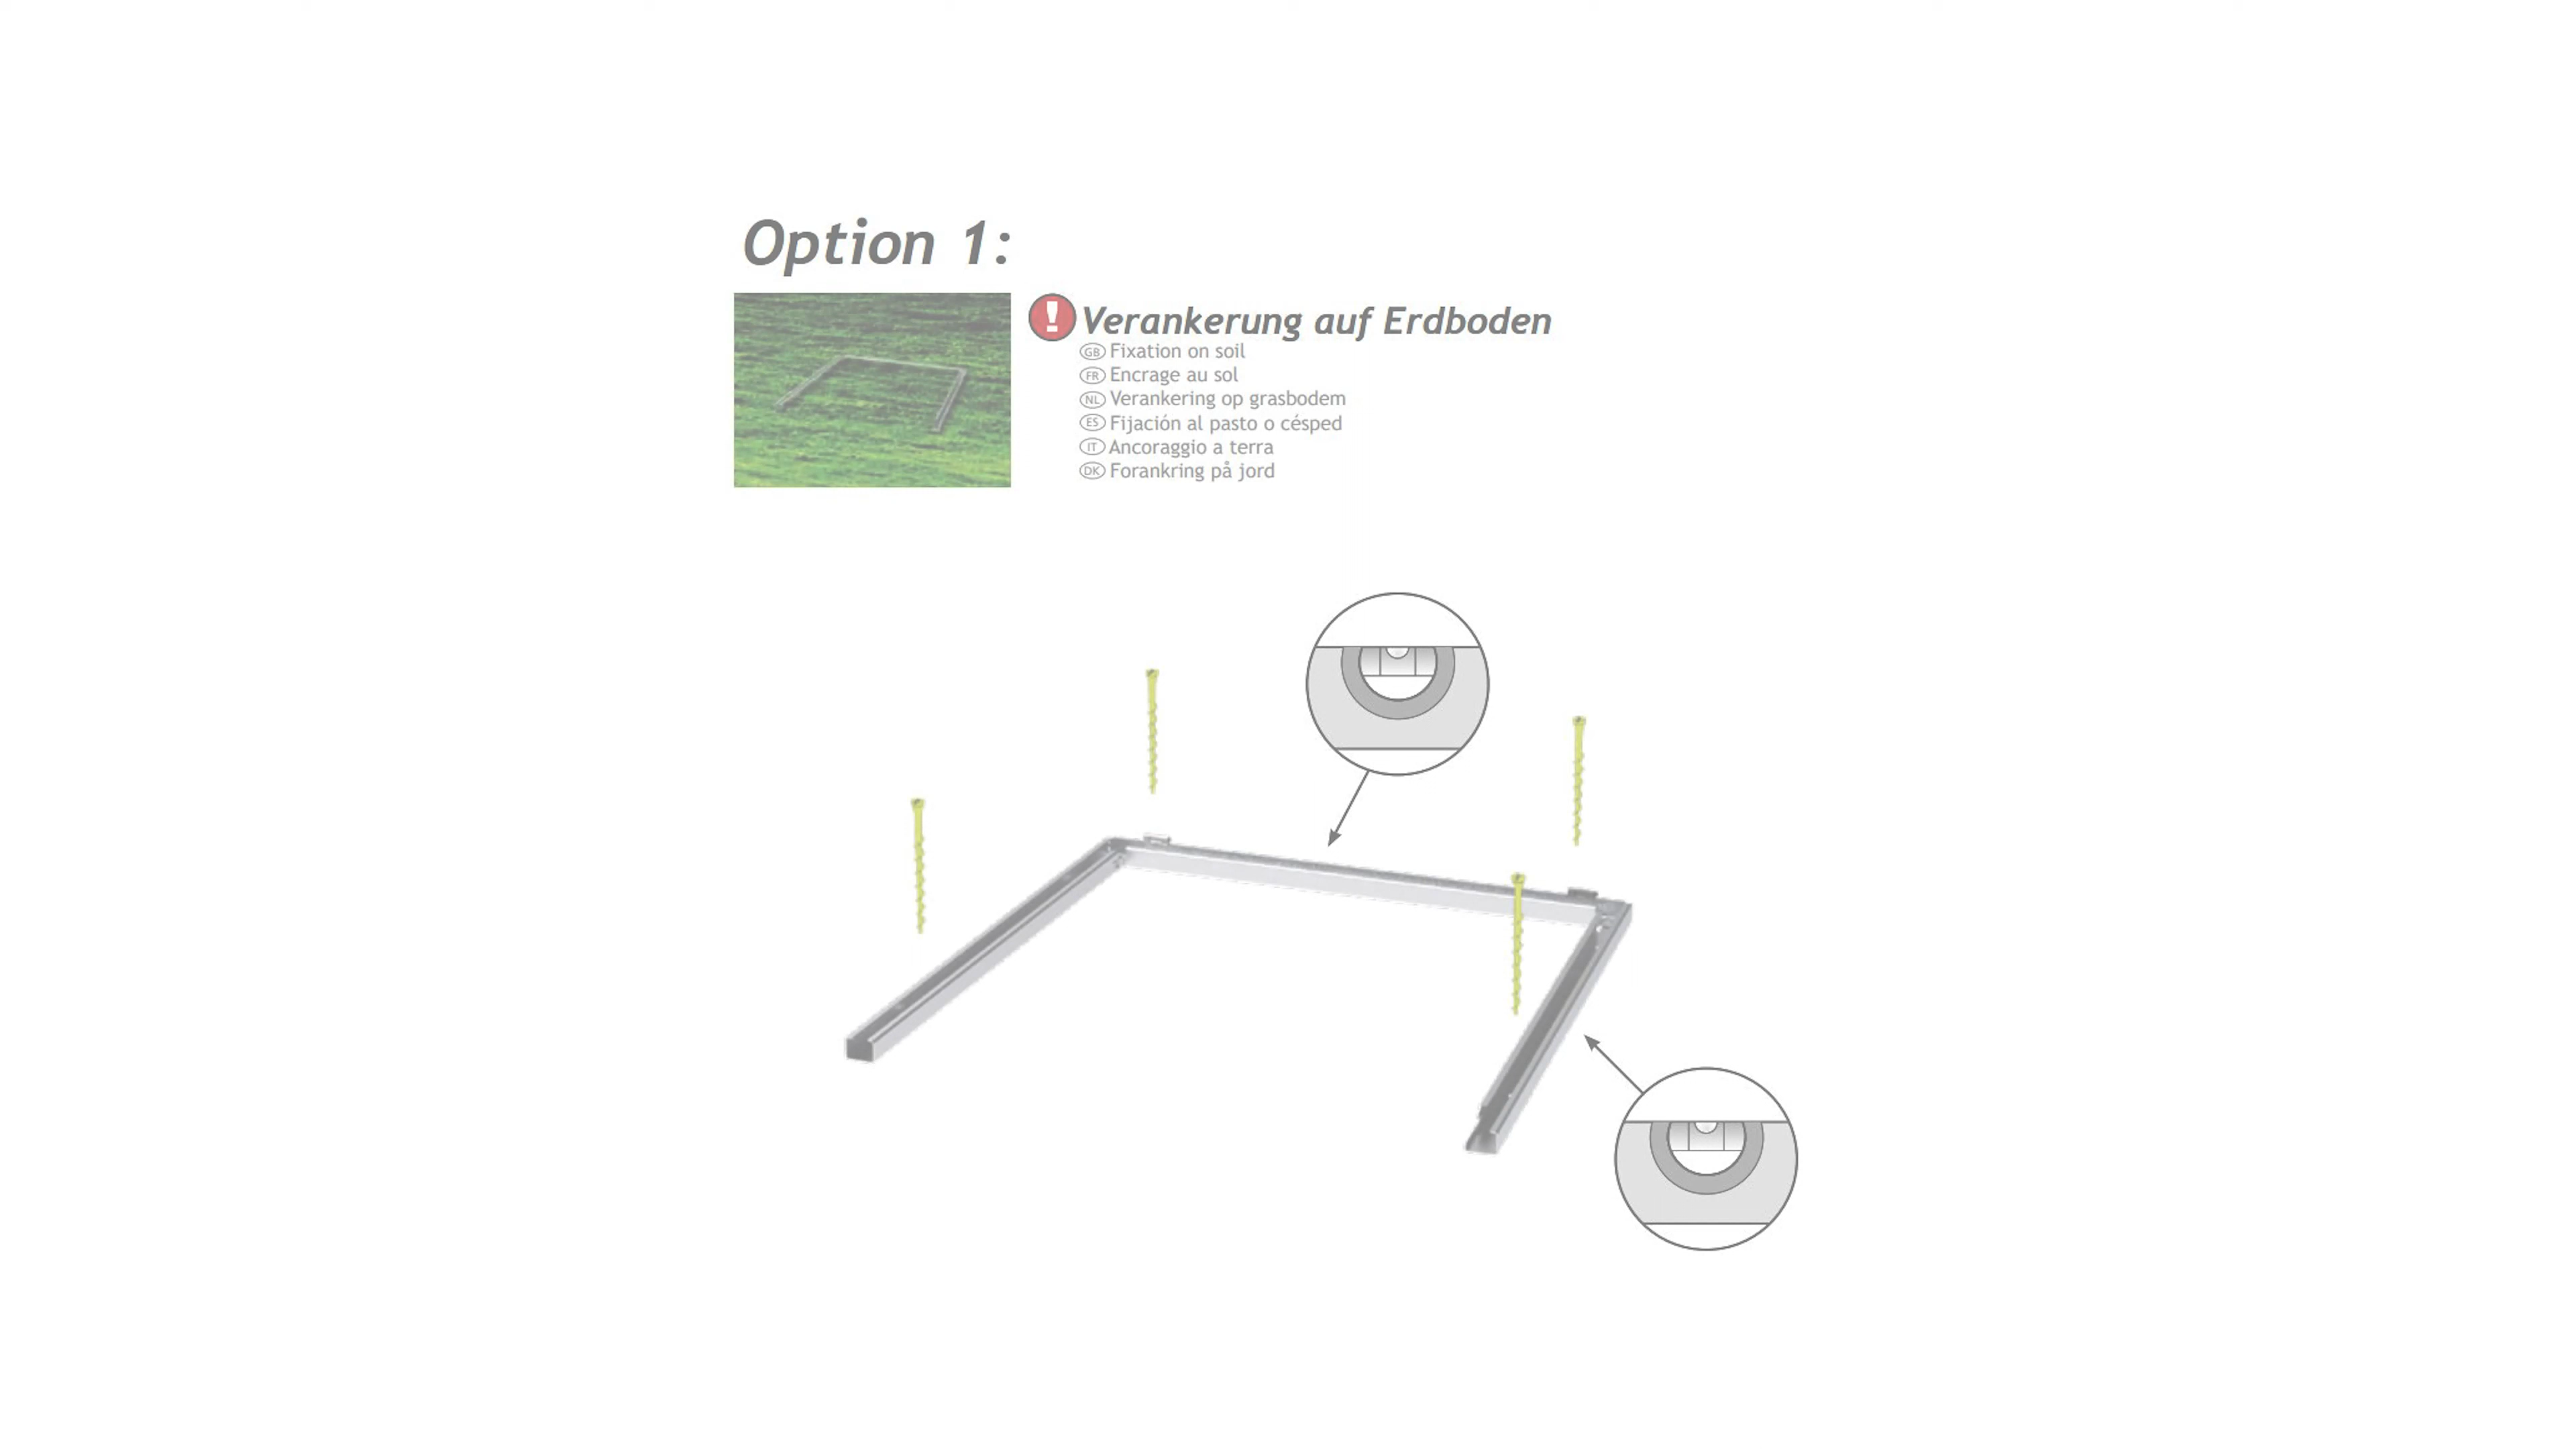 Option 1:
Verankerung auf Erdboden
GB Fixation on soil
FR Encrage au sol
NL Verankering op grasbodem
ES Fijación al pasto o césped
IT Ancoraggio a terra
DK Forankring på jord